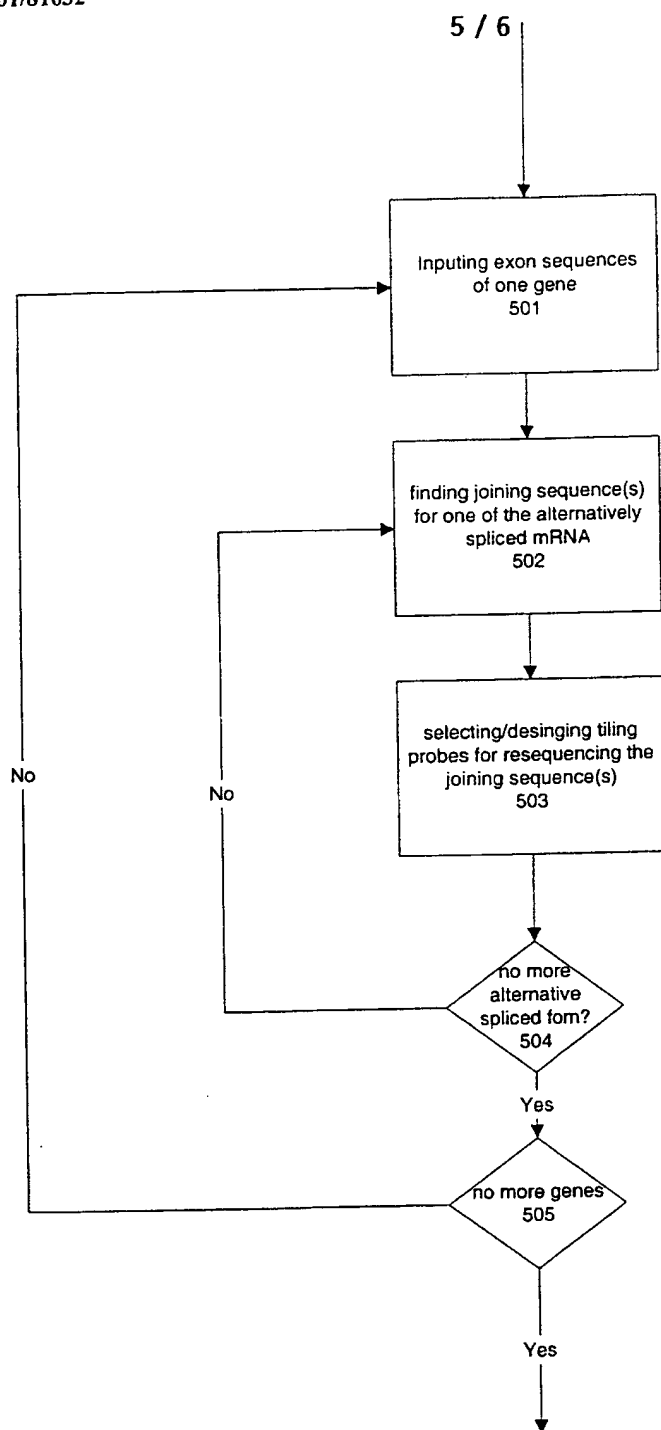 5 / 6
Inputing exon sequences
of one gene
501
finding joining sequence(s)
for one of the alternatively
spliced mRNA
502
selecting/desinging tiling
probes for resequencing the
joining sequence(s)
503
No
No
no more
alternative
spliced fom?
504
Yes
no more genes
505
Yes